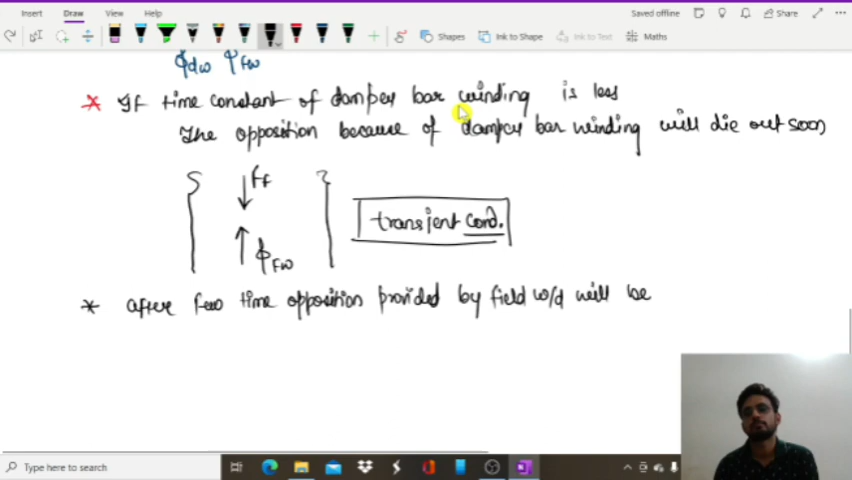 Insert Draw View Help Saved offline Share
Shapes Ink to Shape Ink to Text Maths
ϕdw ϕfw
* If time constant of damper bar winding is less
The opposition because of damper bar winding will die out soon
Ff
transient cond.
ϕfw
* after few time opposition provided by field w/d will be
Type here to search